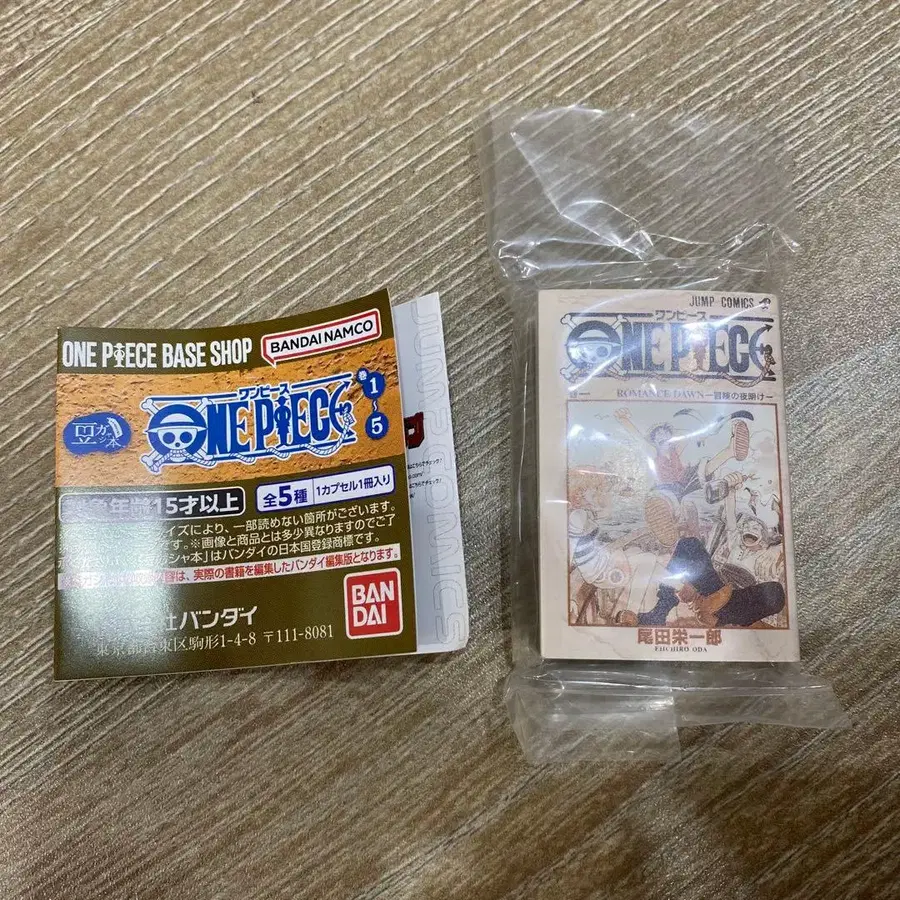 ONE PIECE BASE SHOP
BANDAI NAMCO
豆ガシャ本
ワンピース
ONE PIECE
巻1~5
15才以上
全5種
1カプセル1冊入り
イズにより、一部読めない箇所がございます。
す。※画像と商品とは多少異なりますのでご了
シャ本」はバンダイの日本国登録商標です。
容は、実際の書籍を編集したバンダイ編集版となります。
社バンダイ
東京都台東区駒形1-4-8 〒111-8081
BAN
DAI
JUMP COMICS
JUMP COMICS
ワンピース
ONE PIECE
巻一
ROMANCE DAWN―冒険の夜明け―
尾田栄一郎
EIICHIRO ODA